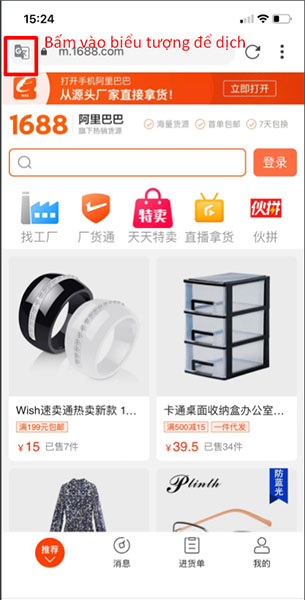 15:24
Bấm vào biểu tượng để dịch
m.1688.com
打开手机阿里巴巴
从源头厂家直接拿货!
立即打开
1688 阿里巴巴
旗下热销货源
海量货源 首单包邮 7天包换
登录
特卖
伙拼
找工厂 厂货通 天天特卖 直播拿货 伙拼
Wish速卖通热卖新款 1...
满199元包邮
¥15 已售7件
卡通桌面收纳盒办公室...
满500减15 一件代发
¥39.5 已售34件
Plinth
防蓝光
推荐 消息 进货单 我的